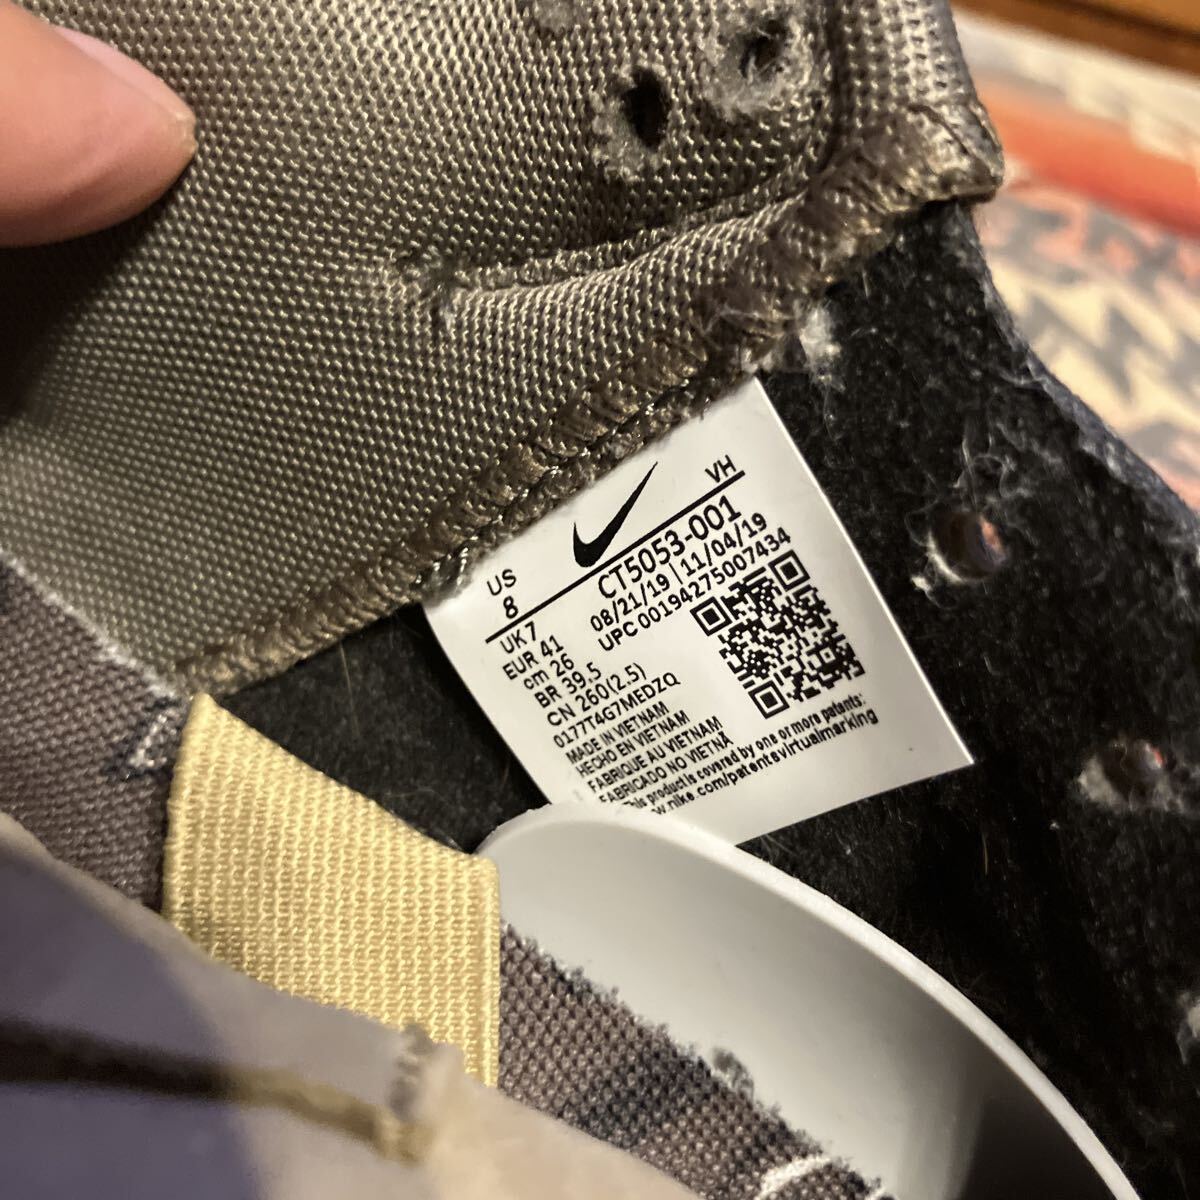 VH
US
8
CT5053-001
08/21/19 | 11/04/19
UPC 00194275007434
UK 7
EUR 41
cm 26
BR 39,5
CN 260(2.5)
0177T4G7MEDZQ
MADE IN VIETNAM
HECHO EN VIETNAM
FABRIQUE AU VIETNAM
FABRICADO NO VIETNÃ
This product is covered by one or more patents:
w.nike.com/patentsvirtualmarking